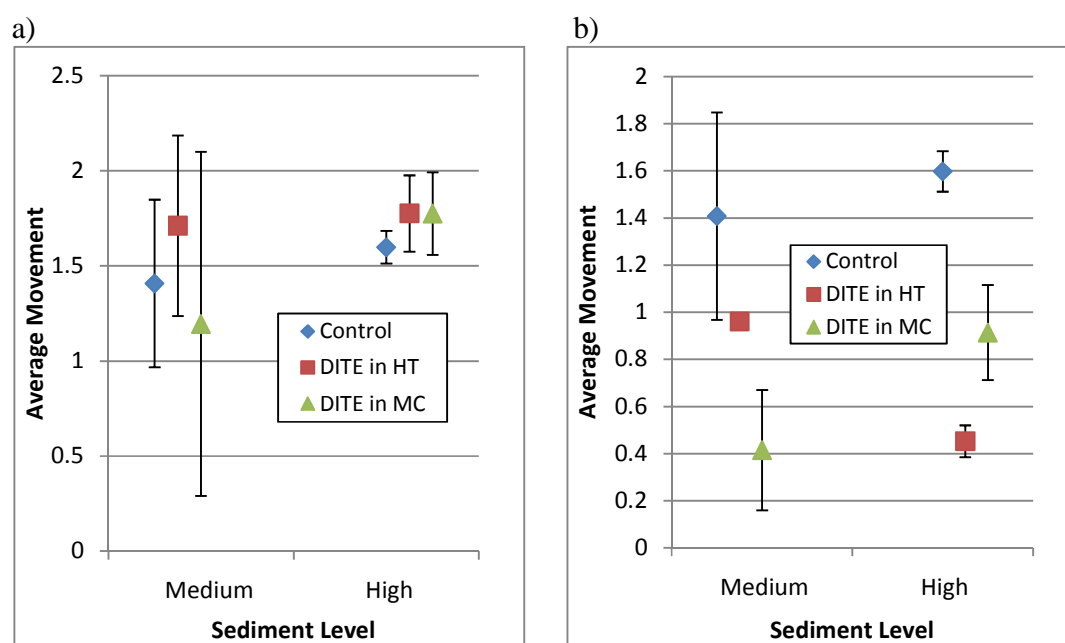 a)
2.5
2
1.5
1
0.5
0
Average Movement
Control
DITE in HT
DITE in MC
Medium High
Sediment Level
b)
2
1.8
1.6
1.4
1.2
1
0.8
0.6
0.4
0.2
0
Average Movement
Control
DITE in HT
DITE in MC
Medium High
Sediment Level